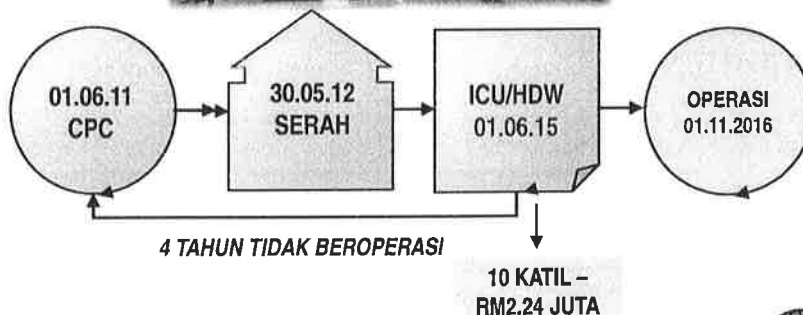 01.06.11
CPC
30.05.12
SERAH
ICU/HDW
01.06.15
OPERASI
01.11.2016
4 TAHUN TIDAK BEROPERASI
10 KATIL –
RM2.24 JUTA